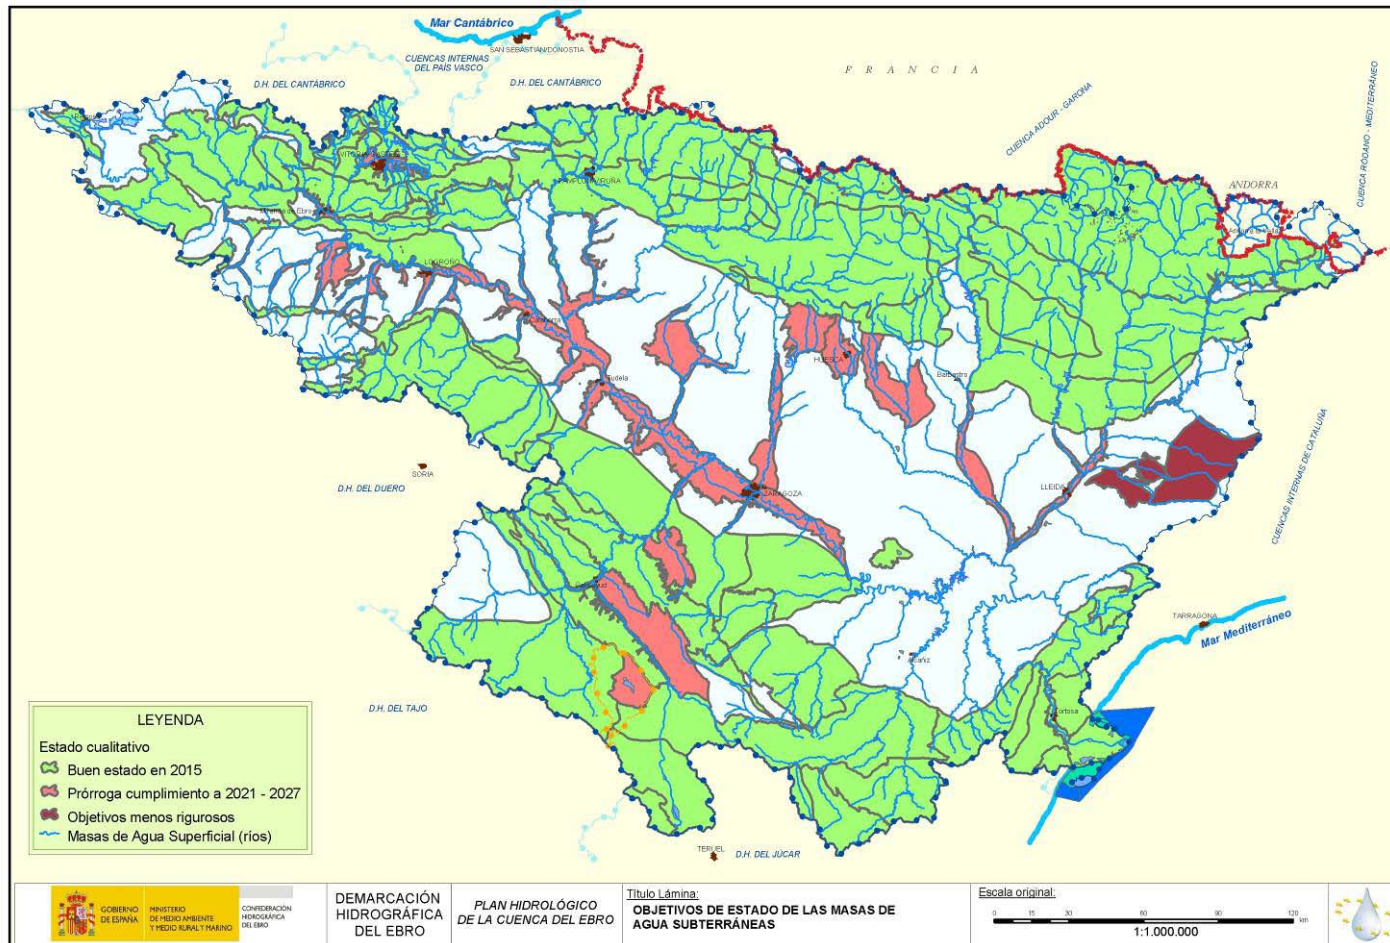 Mar Cantábrico
SAN SEBASTIÁN/DONOSTIA
CUENCAS INTERNAS
DEL PAÍS VASCO
D.H. DEL CANTÁBRICO
D.H. DEL CANTÁBRICO
FRANCIA
CUENCA ADOUR - GARONA
CUENCA RÓDANO - MEDITERRÁNEO
ANDORRA
LOGROÑO
Tudela
HUESCA
Barbastro
SORIA
D.H. DEL DUERO
ZARAGOZA
LLEIDA
CUENCAS INTERNAS DE CATALUÑA
TARRAGONA
Mar Mediterráneo
Alcañiz
Tortosa
D.H. DEL TAJO
TERUEL
D.H. DEL JÚCAR
LEYENDA
Estado cualitativo
Buen estado en 2015
Prórroga cumplimiento a 2021 - 2027
Objetivos menos rigurosos
Masas de Agua Superficial (ríos)
GOBIERNO
DE ESPAÑA
MINISTERIO
DE MEDIO AMBIENTE
Y MEDIO RURAL Y MARINO
CONFEDERACIÓN
HIDROGRÁFICA
DEL EBRO
DEMARCACIÓN
HIDROGRÁFICA
DEL EBRO
PLAN HIDROLÓGICO
DE LA CUENCA DEL EBRO
Título Lámina:
OBJETIVOS DE ESTADO DE LAS MASAS DE
AGUA SUBTERRÁNEAS
Escala original:
0 15 30 60 90 120
km
1:1.000.000